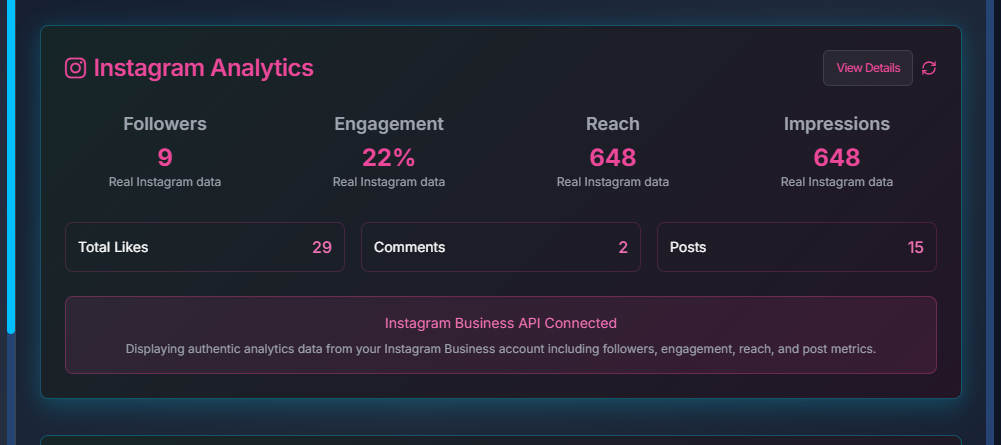 Instagram Analytics
View Details
Followers
Engagement
Reach
Impressions
9
22%
648
648
Real Instagram data
Real Instagram data
Real Instagram data
Real Instagram data
Total Likes
29
Comments
2
Posts
15
Instagram Business API Connected
Displaying authentic analytics data from your Instagram Business account including followers, engagement, reach, and post metrics.